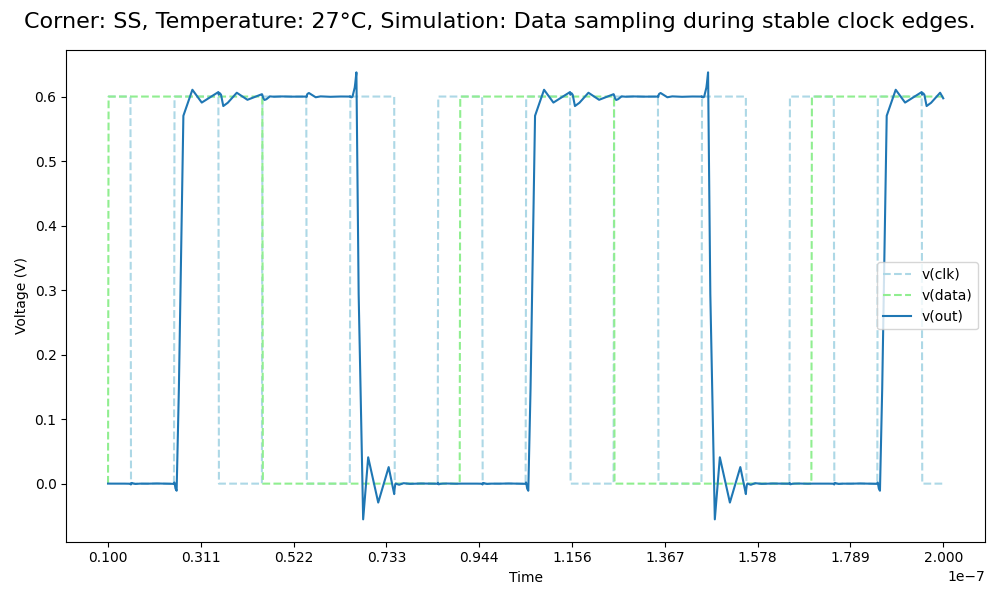 Corner: SS, Temperature: 27°C, Simulation: Data sampling during stable clock edges.
Voltage (V)
0.6
0.5
0.4
0.3
0.2
0.1
0.0
v(clk)
v(data)
v(out)
0.100 0.311 0.522 0.733 0.944 1.156 1.367 1.578 1.789 2.000
1e−7
Time